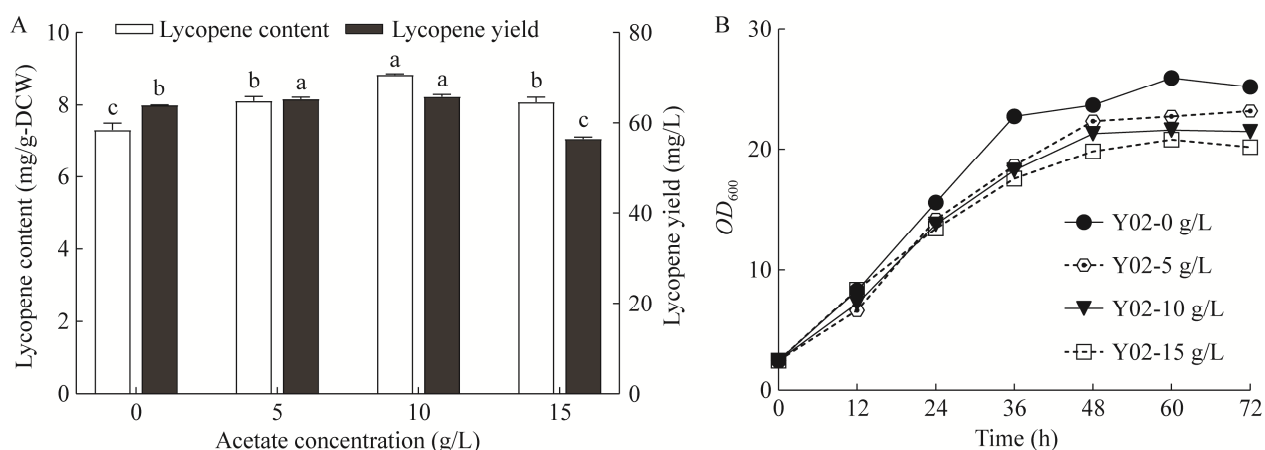 A
Lycopene content
Lycopene yield
Lycopene content (mg/g-DCW)
10
8
6
4
2
0
c
b
b
a
a
a
b
c
80
60
40
20
0
Lycopene yield (mg/L)
0 5 10 15
Acetate concentration (g/L)
B
OD600
30
20
10
0
Y02-0 g/L
Y02-5 g/L
Y02-10 g/L
Y02-15 g/L
0 12 24 36 48 60 72
Time (h)